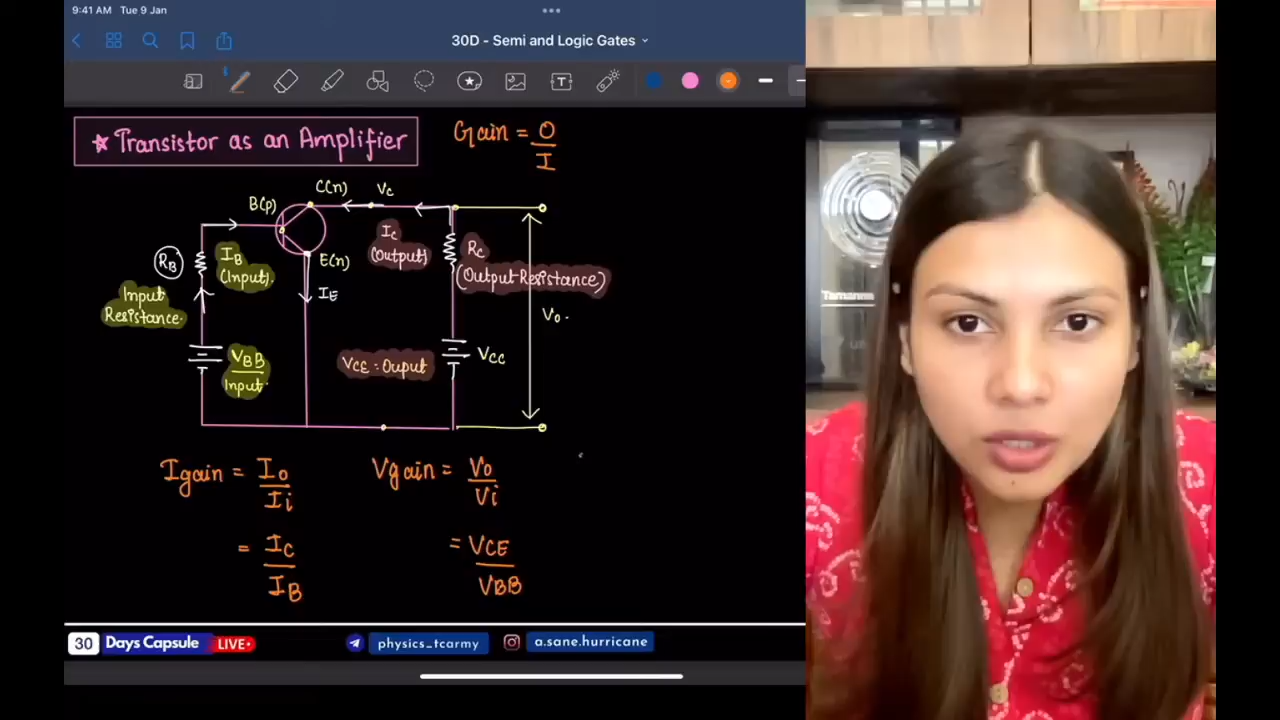 9:41 AM Tue 9 Jan
30D - Semi and Logic Gates
★ Transistor as an Amplifier
Gain = O
I
C(n)
Vc
B(p)
RB
IB
(Input)
E(n)
Ic
(Output)
Rc
(Output Resistance)
Input
Resistance
IE
Vo.
VBB
Input
VCE = Ouput
Vcc
Igain = Io
Ii
Vgain = Vo
Vi
= Ic
IB
= VCE
VBB
30 Days Capsule LIVE
physics_tcarmy
a.sane.hurricane